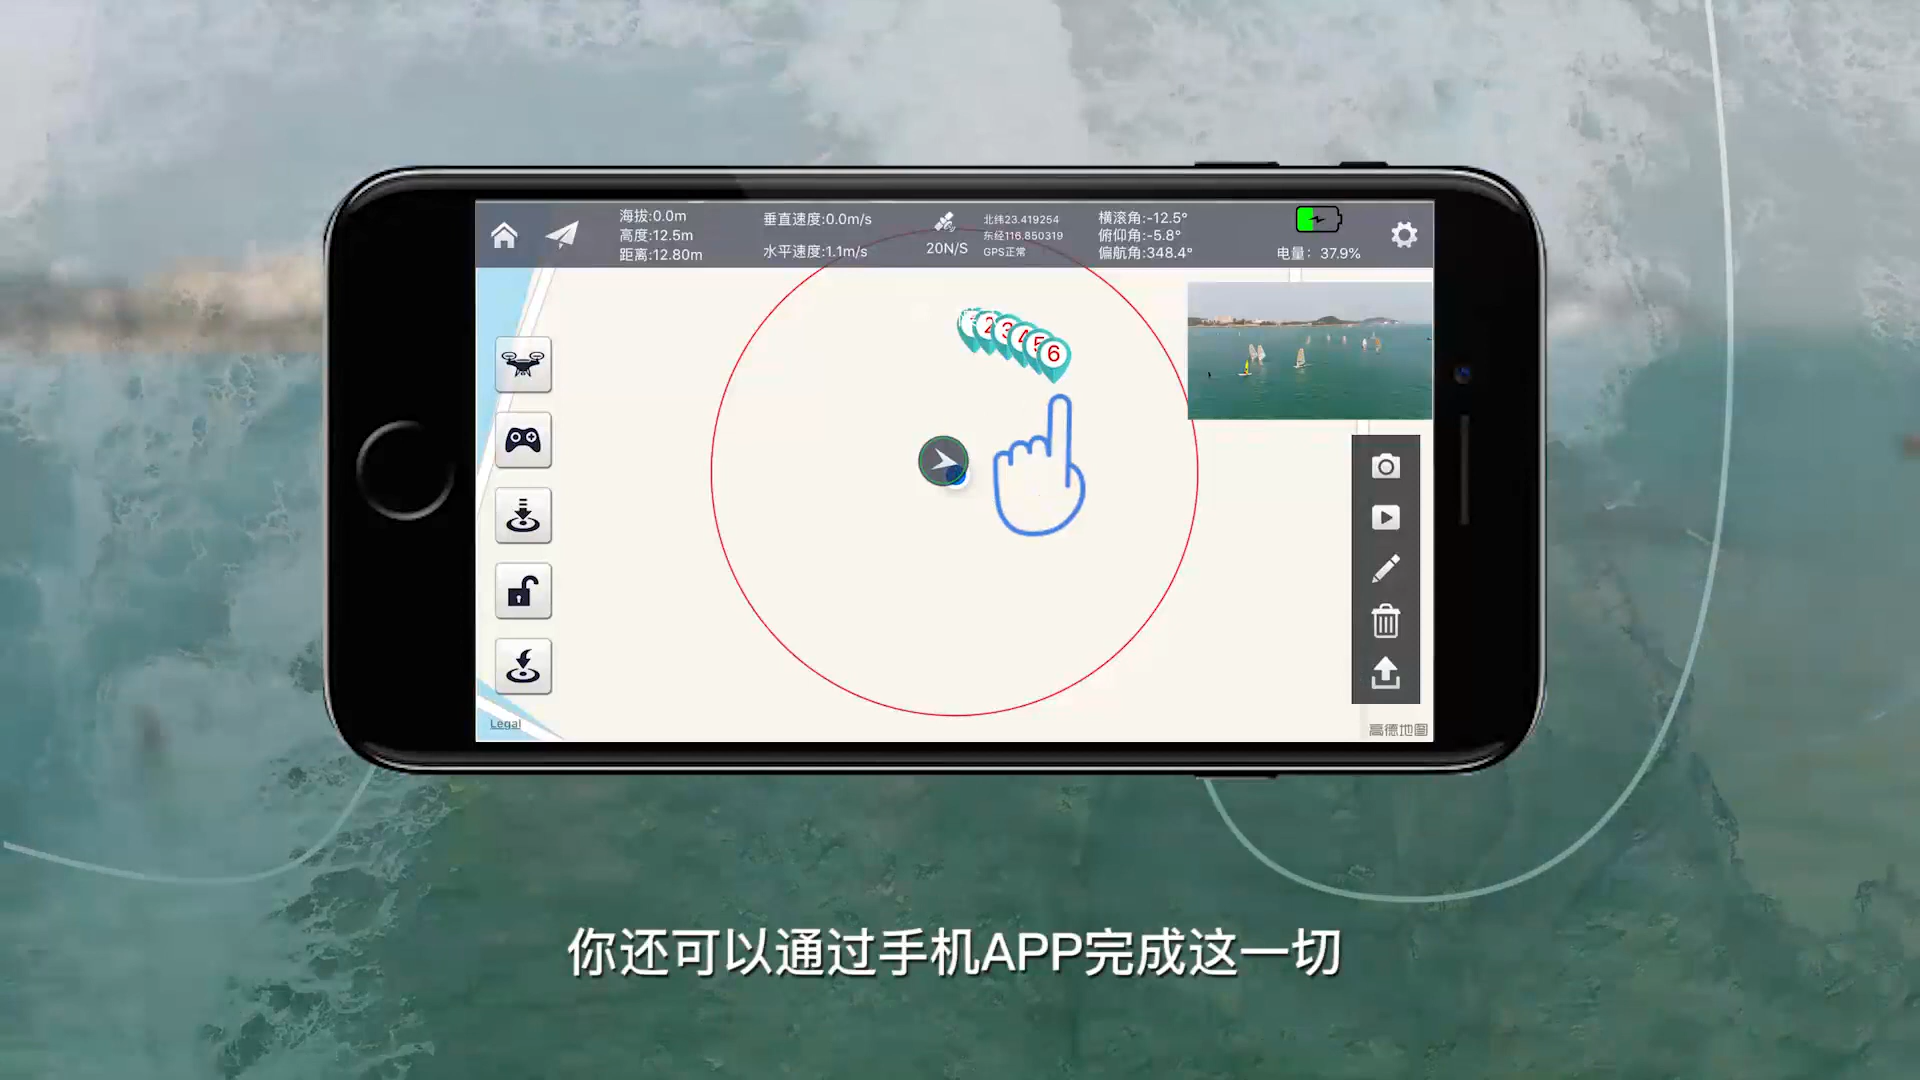 海拔:0.0m
高度:12.5m
距离:12.80m
垂直速度:0.0m/s
水平速度:1.1m/s
20N/S
北纬23.419254
东经116.850319
GPS正常
横滚角:-12.5°
俯仰角:-5.8°
偏航角:348.4°
电量：37.9%
2
3
4
5
6
Legal
高德地图
你还可以通过手机APP完成这一切